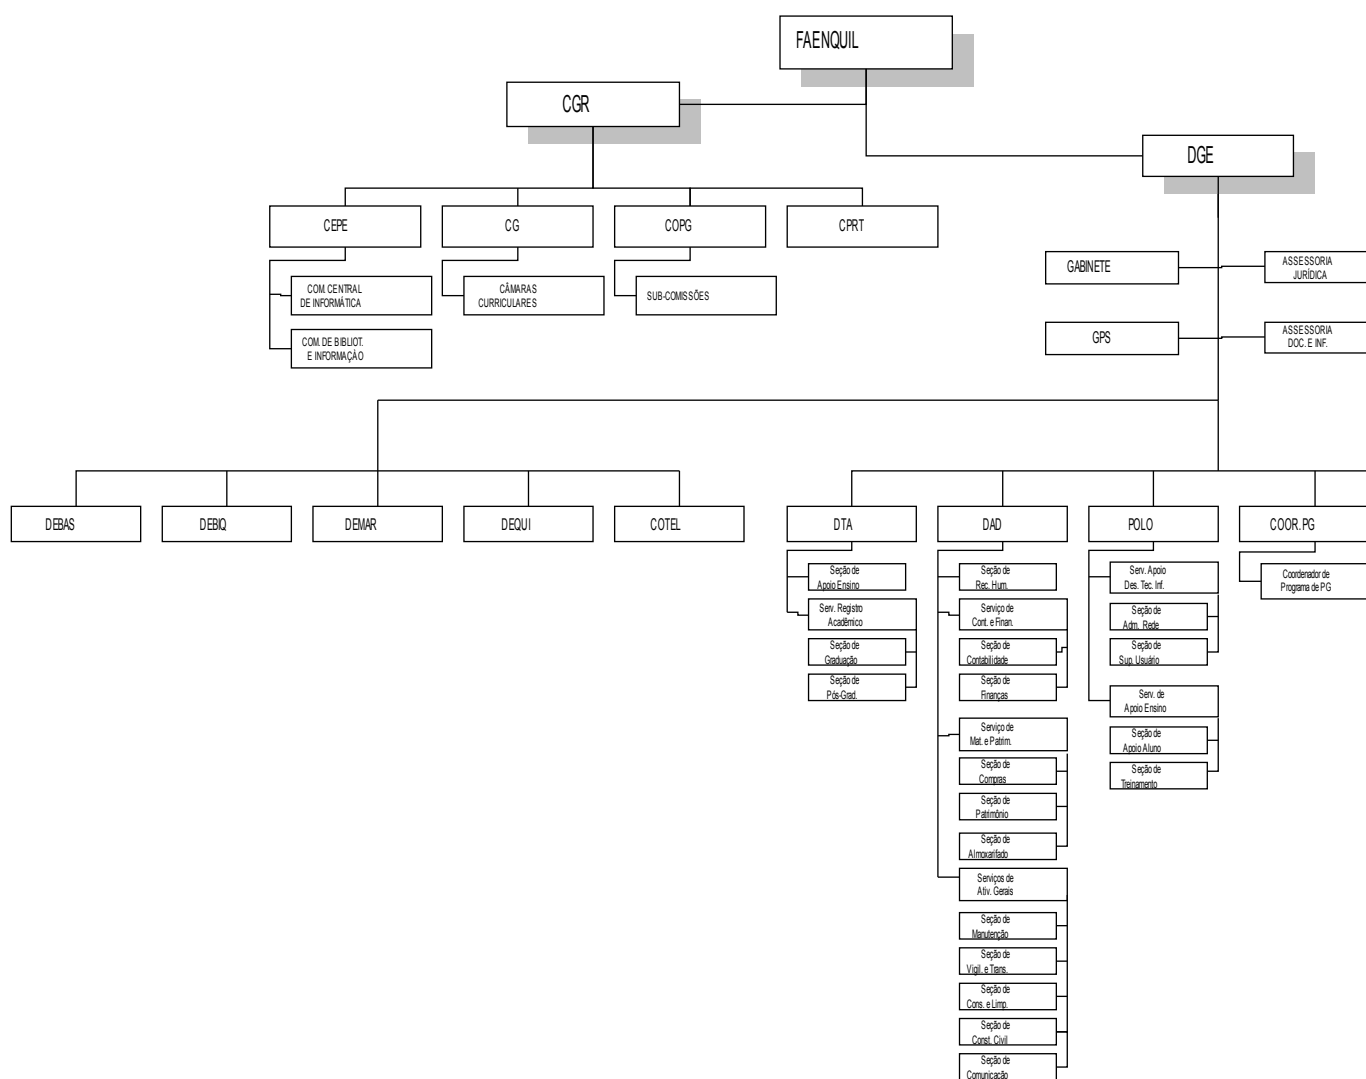 FAENQUIL
CGR
DGE
CEPE
CG
COPG
CPRT
COM. CENTRAL
DE INFORMÁTICA
COM. DE BIBLIOT.
E INFORMAÇÃO
CÂMARAS
CURRICULARES
SUB-COMISSÕES
GABINETE
ASSESSORIA
JURÍDICA
GPS
ASSESSORIA
DOC. E INF.
DEBAS
DEBIQ
DEMAR
DEQUI
COTEL
DTA
DAD
POLO
COOR. PG
Seção de
Apoio Ensino
Serv. Registro
Acadêmico
Seção de
Graduação
Seção de
Pós-Grad.
Seção de
Rec. Hum.
Serviço de
Cont. e Finan.
Seção de
Contabilidade
Seção de
Finanças
Serviço de
Mat. e Patrim.
Seção de
Compras
Seção de
Patrimônio
Seção de
Almoxarifado
Serviços de
Ativ. Gerais
Seção de
Manutenção
Seção de
Vigil. e Trans.
Seção de
Cons. e Limp.
Seção de
Const. Civil
Seção de
Comunicação
Serv. Apoio
Des. Tec. Inf.
Seção de
Adm. Rede
Seção de
Sup. Usuário
Serv. de
Apoio Ensino
Seção de
Apoio Aluno
Seção de
Treinamento
Coordenador de
Programa de PG